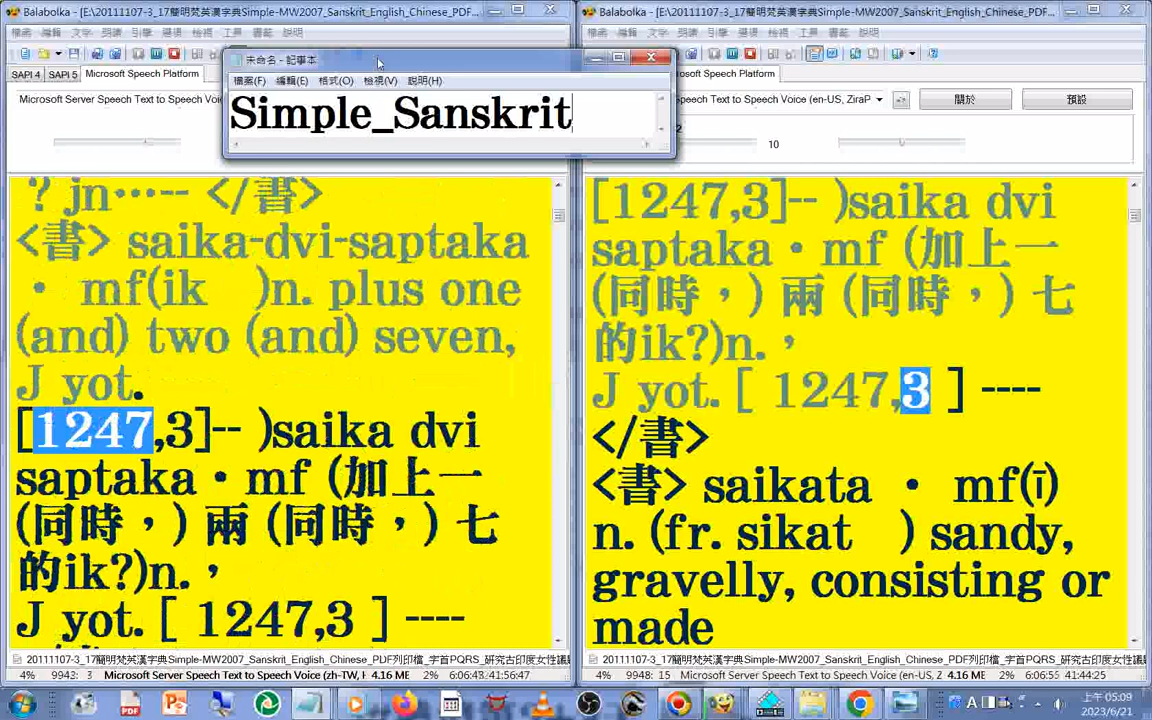 Balabolka - [E:\20111107-3_17簡明梵英漢字典Simple-MW2007_Sanskrit_English_Chinese_PDF...
Balabolka - [E:\20111107-3_17簡明梵英漢字典Simple-MW2007_Sanskrit_English_Chinese_PDF...
未命名 - 記事本
檔案(F) 編輯(E) 格式(O) 檢視(V) 說明(H)
Simple_Sanskrit
SAPI 4 SAPI 5 Microsoft Speech Platform
Microsoft Server Speech Text to Speech Voi
Platform
Speech Text to Speech Voice (en-US, ZiraP
關於
預設
2
10
? jn…-- </書>
<書> saika-dvi-saptaka
• mf(ik )n. plus one
(and) two (and) seven,
J yot.
[1247,3]-- )saika dvi
saptaka • mf (加上一
(同時，) 兩 (同時，) 七
的ik?)n.，
J yot. [ 1247,3 ] ----
[1247,3]-- )saika dvi
saptaka • mf (加上一
(同時，) 兩 (同時，) 七
的ik?)n.，
J yot. [ 1247,3 ] ----
</書>
<書> saikata • mf(ī)
n. (fr. sikat ) sandy,
gravelly, consisting or
made
20111107-3_17簡明梵英漢字典Simple-MW2007_Sanskrit_English_Chinese_PDF列印檔_字首PQRS_研究古印度女性議
20111107-3_17簡明梵英漢字典Simple-MW2007_Sanskrit_English_Chinese_PDF列印檔_字首PQRS_研究古印度女性議
4% 9943: 3 Microsoft Server Speech Text to Speech Voice (zh-TW, 4.16 ME 2% 6:06:43/41:56:47
4% 9948: 15 Microsoft Server Speech Text to Speech Voice (en-US, Z 4.16 ME 2% 6:06:55/41:44:25
上午 05:09
2023/6/21